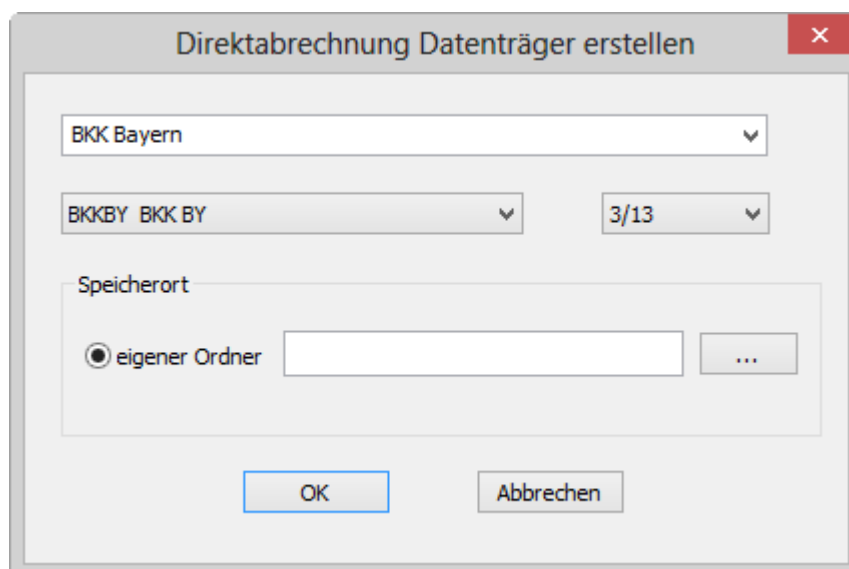 Direktabrechnung Datenträger erstellen
BKK Bayern
BKKBY BKK BY 3/13
Speicherort
eigener Ordner ...
OK Abbrechen